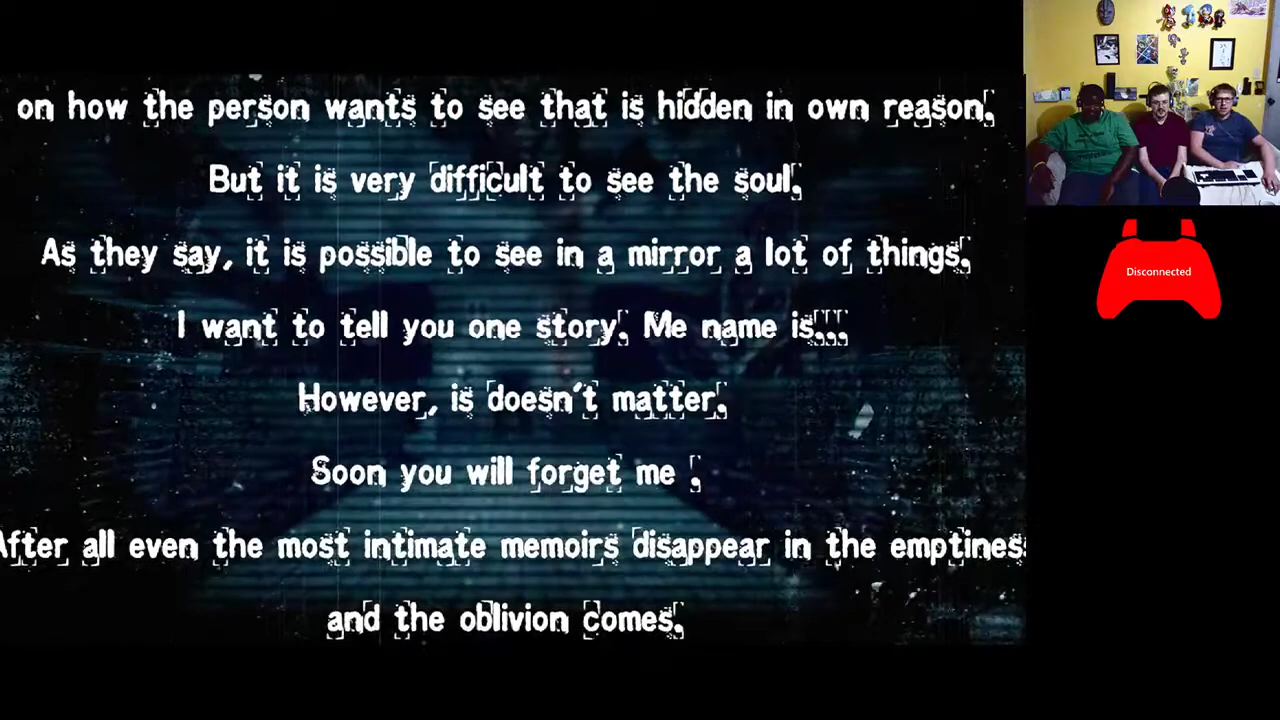 on how the person wants to see that is hidden in own reason.
But it is very difficult to see the soul.
As they say, it is possible to see in a mirror a lot of things.
I want to tell you one story. Me name is...
However, is doesn't matter.
Soon you will forget me .
After all even the most intimate memoirs disappear in the emptiness
and the oblivion comes.
Disconnected